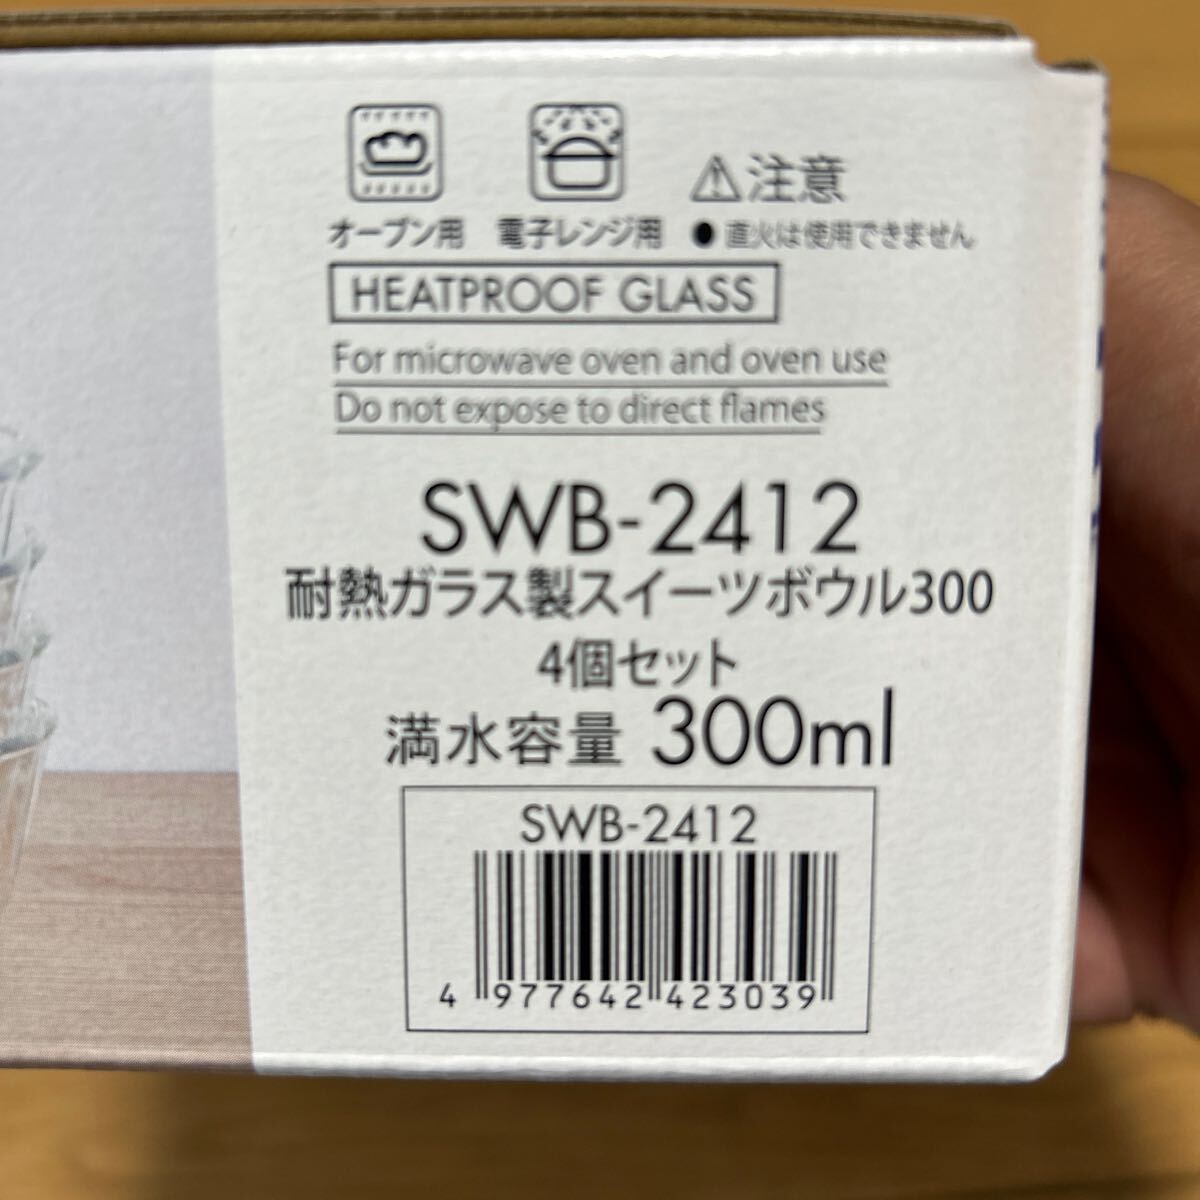 オーブン用 電子レンジ用 ⚠注意
●直火は使用できません
HEATPROOF GLASS
For microwave oven and oven use
Do not expose to direct flames
SWB-2412
耐熱ガラス製スイーツボウル300
4個セット
満水容量 300ml
SWB-2412
4 977642 423039